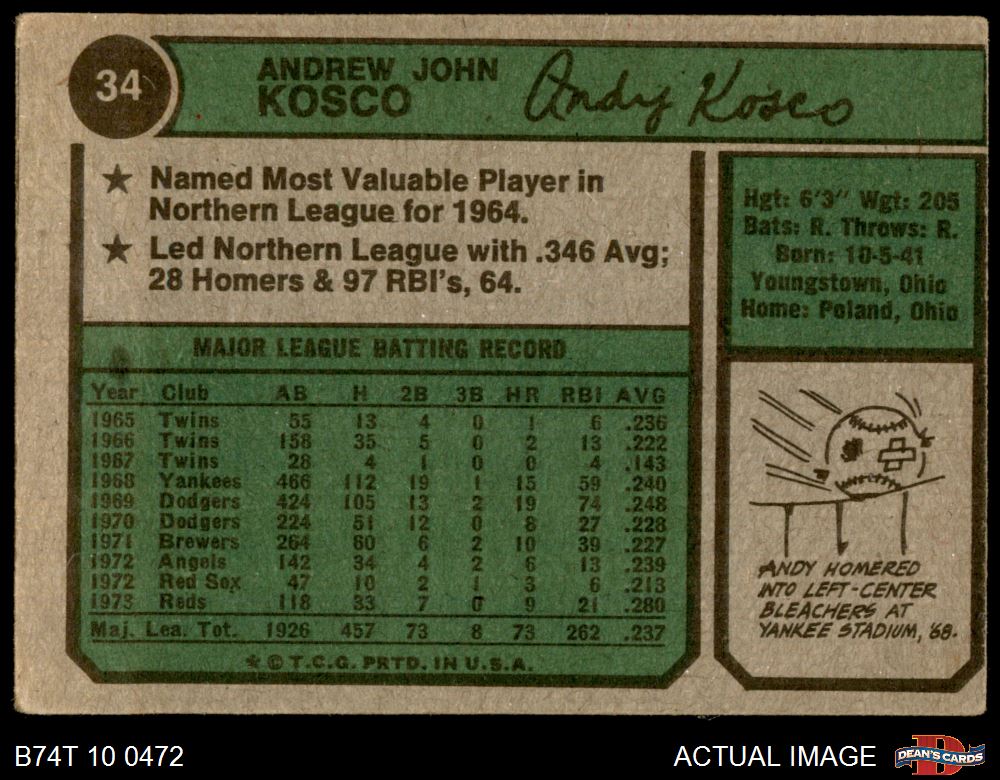 34
ANDREW JOHN
KOSCO
Andy Kosco
★ Named Most Valuable Player in
Northern League for 1964.
★ Led Northern League with .346 Avg;
28 Homers & 97 RBI's, 64.
Hgt: 6'3" Wgt: 205
Bats: R. Throws: R.
Born: 10-5-41
Youngstown, Ohio
Home: Poland, Ohio
MAJOR LEAGUE BATTING RECORD
Year Club AB H 2B 3B HR RBI AVG
1965 Twins 55 13 4 0 1 6 .236
1966 Twins 158 35 5 0 2 13 .222
1967 Twins 28 4 1 0 0 4 .143
1968 Yankees 466 112 19 1 15 59 .240
1969 Dodgers 424 105 13 2 19 74 .248
1970 Dodgers 224 51 12 0 8 27 .228
1971 Brewers 264 60 6 2 10 39 .227
1972 Angels 142 34 4 2 6 13 .239
1972 Red Sox 47 10 2 1 3 6 .213
1973 Reds 118 33 7 0 9 21 .280
Maj. Lea. Tot. 1926 457 73 8 73 262 .237
★ © T.C.G. PRTD. IN U.S.A.
ANDY HOMERED
INTO LEFT-CENTER
BLEACHERS AT
YANKEE STADIUM, '68.
B74T 10 0472
ACTUAL IMAGE
D
DEAN'S CARDS